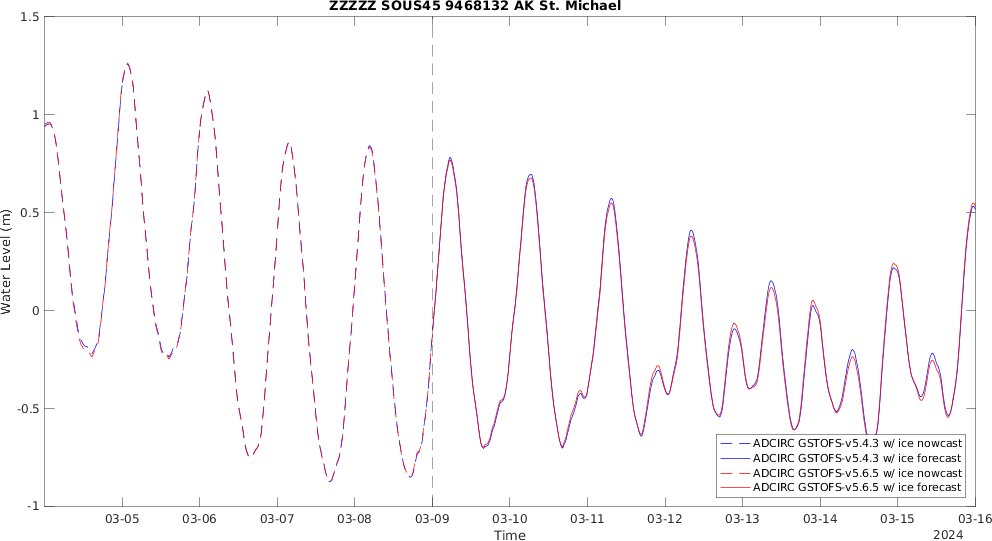 ZZZZZ SOUS45 9468132 AK St. Michael
1.5
1
0.5
0
-0.5
-1
Water Level (m)
ADCIRC GSTOFS-v5.4.3 w/ ice nowcast
ADCIRC GSTOFS-v5.4.3 w/ ice forecast
ADCIRC GSTOFS-v5.6.5 w/ ice nowcast
ADCIRC GSTOFS-v5.6.5 w/ ice forecast
03-05 03-06 03-07 03-08 03-09 03-10 03-11 03-12 03-13 03-14 03-15 03-16
Time
2024